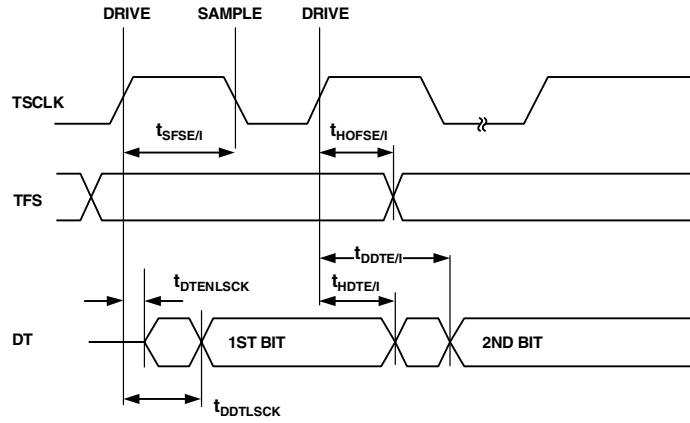 DRIVE SAMPLE DRIVE
TSCLK
tSFSE/I tHOFSE/I
TFS
tDDTE/I
tDTENLSCK tHDTE/I
DT 1ST BIT 2ND BIT
tDDTLSCK